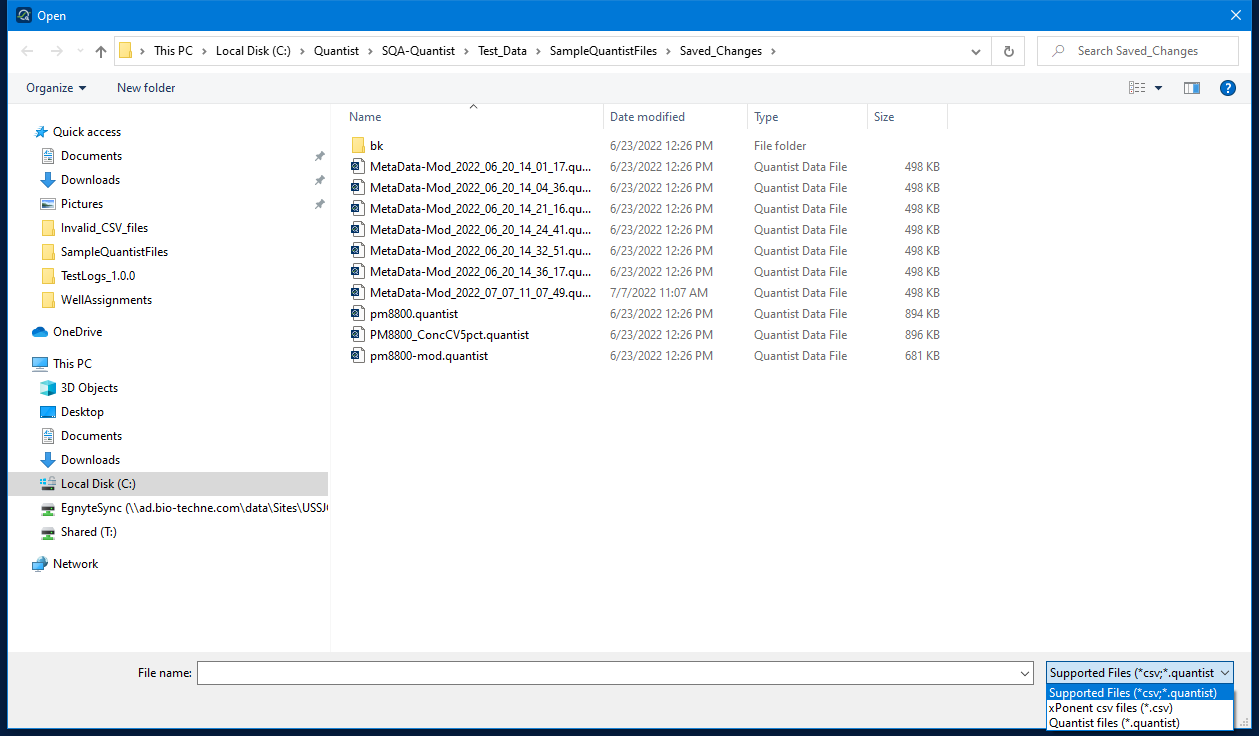 Open
This PC > Local Disk (C:) > Quantist > SQA-Quantist > Test_Data > SampleQuantistFiles > Saved_Changes >
Search Saved_Changes
Organize
New folder
Quick access
Documents
Downloads
Pictures
Invalid_CSV_files
SampleQuantistFiles
TestLogs_1.0.0
WellAssignments
OneDrive
This PC
3D Objects
Desktop
Documents
Downloads
Local Disk (C:)
EgnyteSync (\\ad.bio-techne.com\data\Sites\USSJ
Shared (T:)
Network
Name Date modified Type Size
bk 6/23/2022 12:26 PM File folder
MetaData-Mod_2022_06_20_14_01_17.qu... 6/23/2022 12:26 PM Quantist Data File 498 KB
MetaData-Mod_2022_06_20_14_04_36.qu... 6/23/2022 12:26 PM Quantist Data File 498 KB
MetaData-Mod_2022_06_20_14_21_16.qu... 6/23/2022 12:26 PM Quantist Data File 498 KB
MetaData-Mod_2022_06_20_14_24_41.qu... 6/23/2022 12:26 PM Quantist Data File 498 KB
MetaData-Mod_2022_06_20_14_32_51.qu... 6/23/2022 12:26 PM Quantist Data File 498 KB
MetaData-Mod_2022_06_20_14_36_17.qu... 6/23/2022 12:26 PM Quantist Data File 498 KB
MetaData-Mod_2022_07_07_11_07_49.qu... 7/7/2022 11:07 AM Quantist Data File 498 KB
pm8800.quantist 6/23/2022 12:26 PM Quantist Data File 894 KB
PM8800_ConcCV5pct.quantist 6/23/2022 12:26 PM Quantist Data File 896 KB
pm8800-mod.quantist 6/23/2022 12:26 PM Quantist Data File 681 KB
File name:
Supported Files (*csv;*.quantist
Supported Files (*csv;*.quantist)
xPonent csv files (*.csv)
Quantist files (*.quantist)